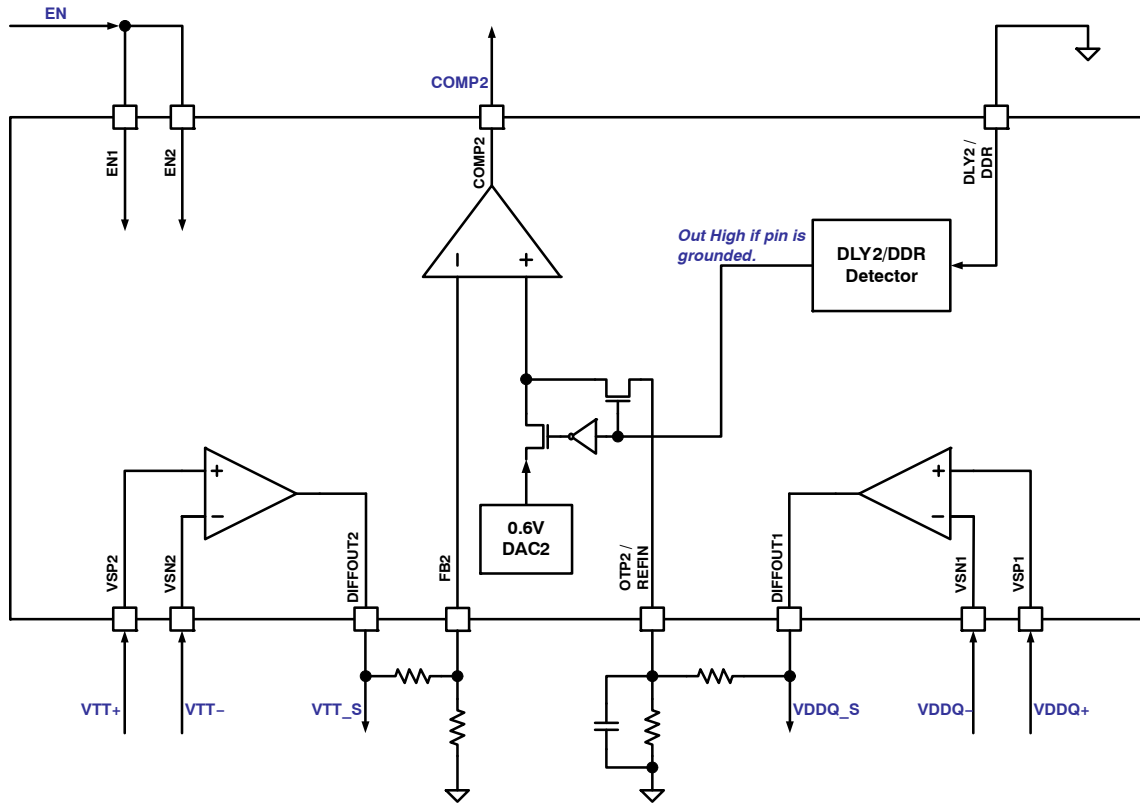 EN
COMP2
EN1
EN2
COMP2
DLY2 /
DDR
Out High if pin is
grounded.
DLY2/DDR
Detector
− +
+
−
0.6V
DAC2
+
−
VSP2
VSN2
DIFFOUT2
FB2
OTP2 /
REFIN
DIFFOUT1
VSN1
VSP1
VTT+
VTT−
VTT_S
VDDQ_S
VDDQ−
VDDQ+